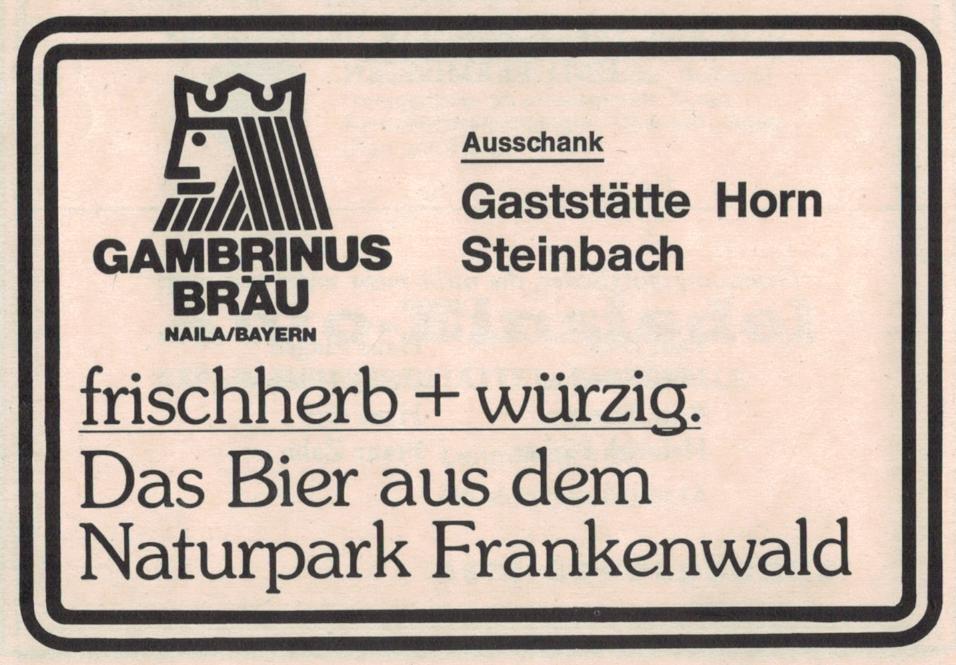 GAMBRINUS
BRÄU
NAILA/BAYERN
Ausschank
Gaststätte Horn
Steinbach
frischherb + würzig.
Das Bier aus dem
Naturpark Frankenwald